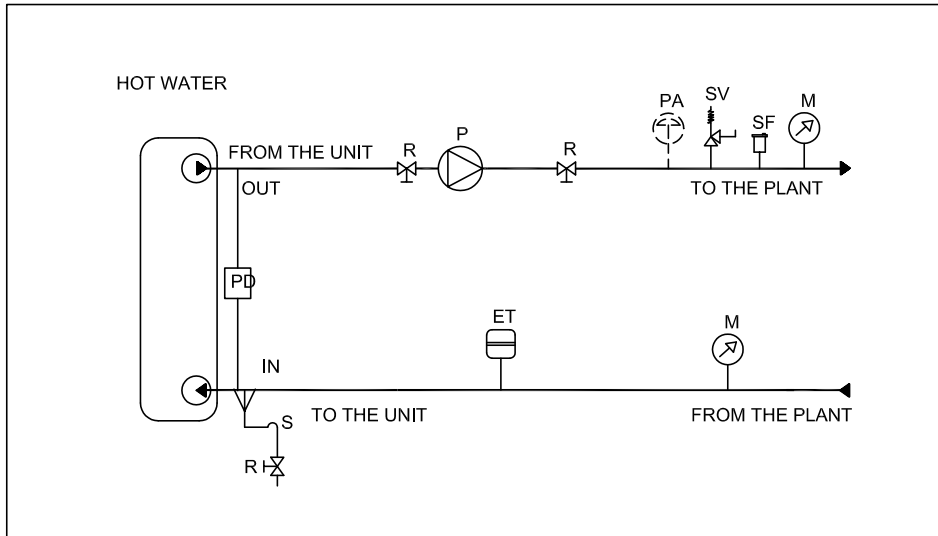 HOT WATER
PA
SV
SF
M
P
R
R
FROM THE UNIT
OUT
TO THE PLANT
PD
ET
M
IN
TO THE UNIT
FROM THE PLANT
S
R